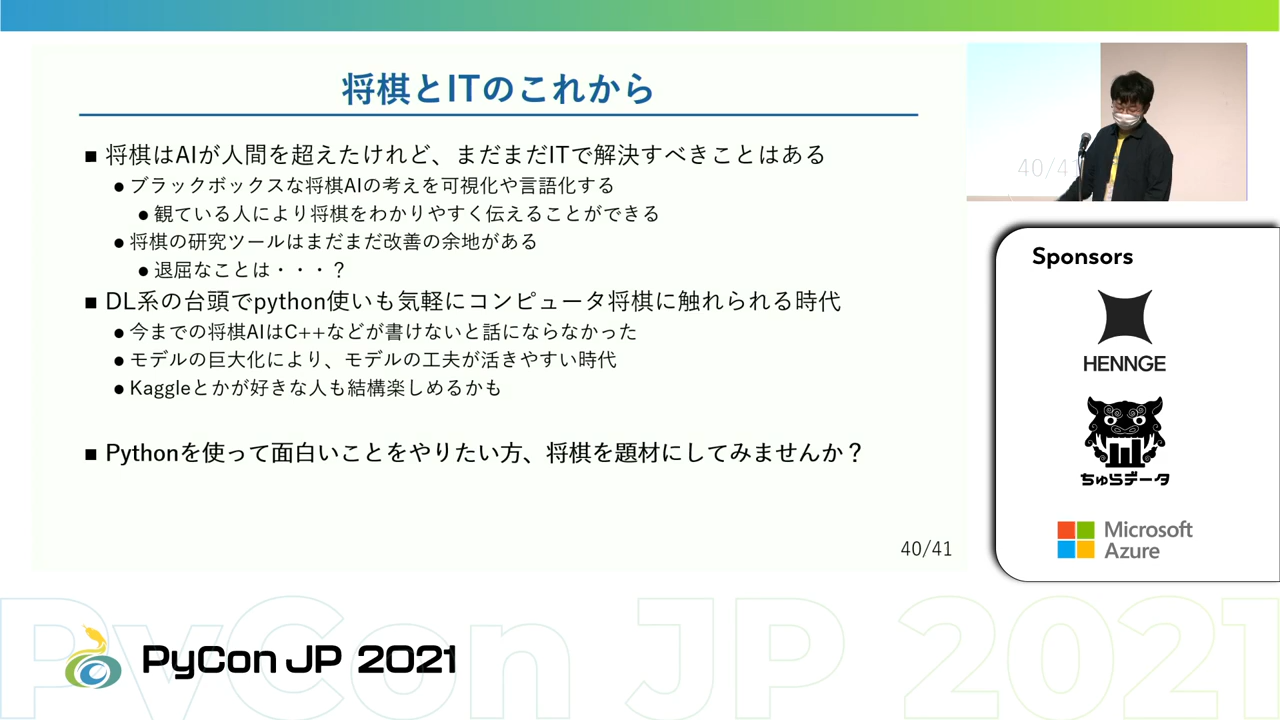 将棋とITのこれから
■ 将棋はAIが人間を超えたけれど、まだまだITで解決すべきことはある
● ブラックボックスな将棋AIの考えを可視化や言語化する
● 観ている人により将棋をわかりやすく伝えることができる
● 将棋の研究ツールはまだまだ改善の余地がある
● 退屈なことは・・・？
■ DL系の台頭でpython使いも気軽にコンピュータ将棋に触れられる時代
● 今までの将棋AIはC++などが書けないと話にならなかった
● モデルの巨大化により、モデルの工夫が活きやすい時代
● Kaggleとかが好きな人も結構楽しめるかも
■ Pythonを使って面白いことをやりたい方、将棋を題材にしてみませんか？
40/41
40/41
Sponsors
HENNGE
ちゅらデータ
Microsoft
Azure
PyCon JP 2021
PyCon JP 2021